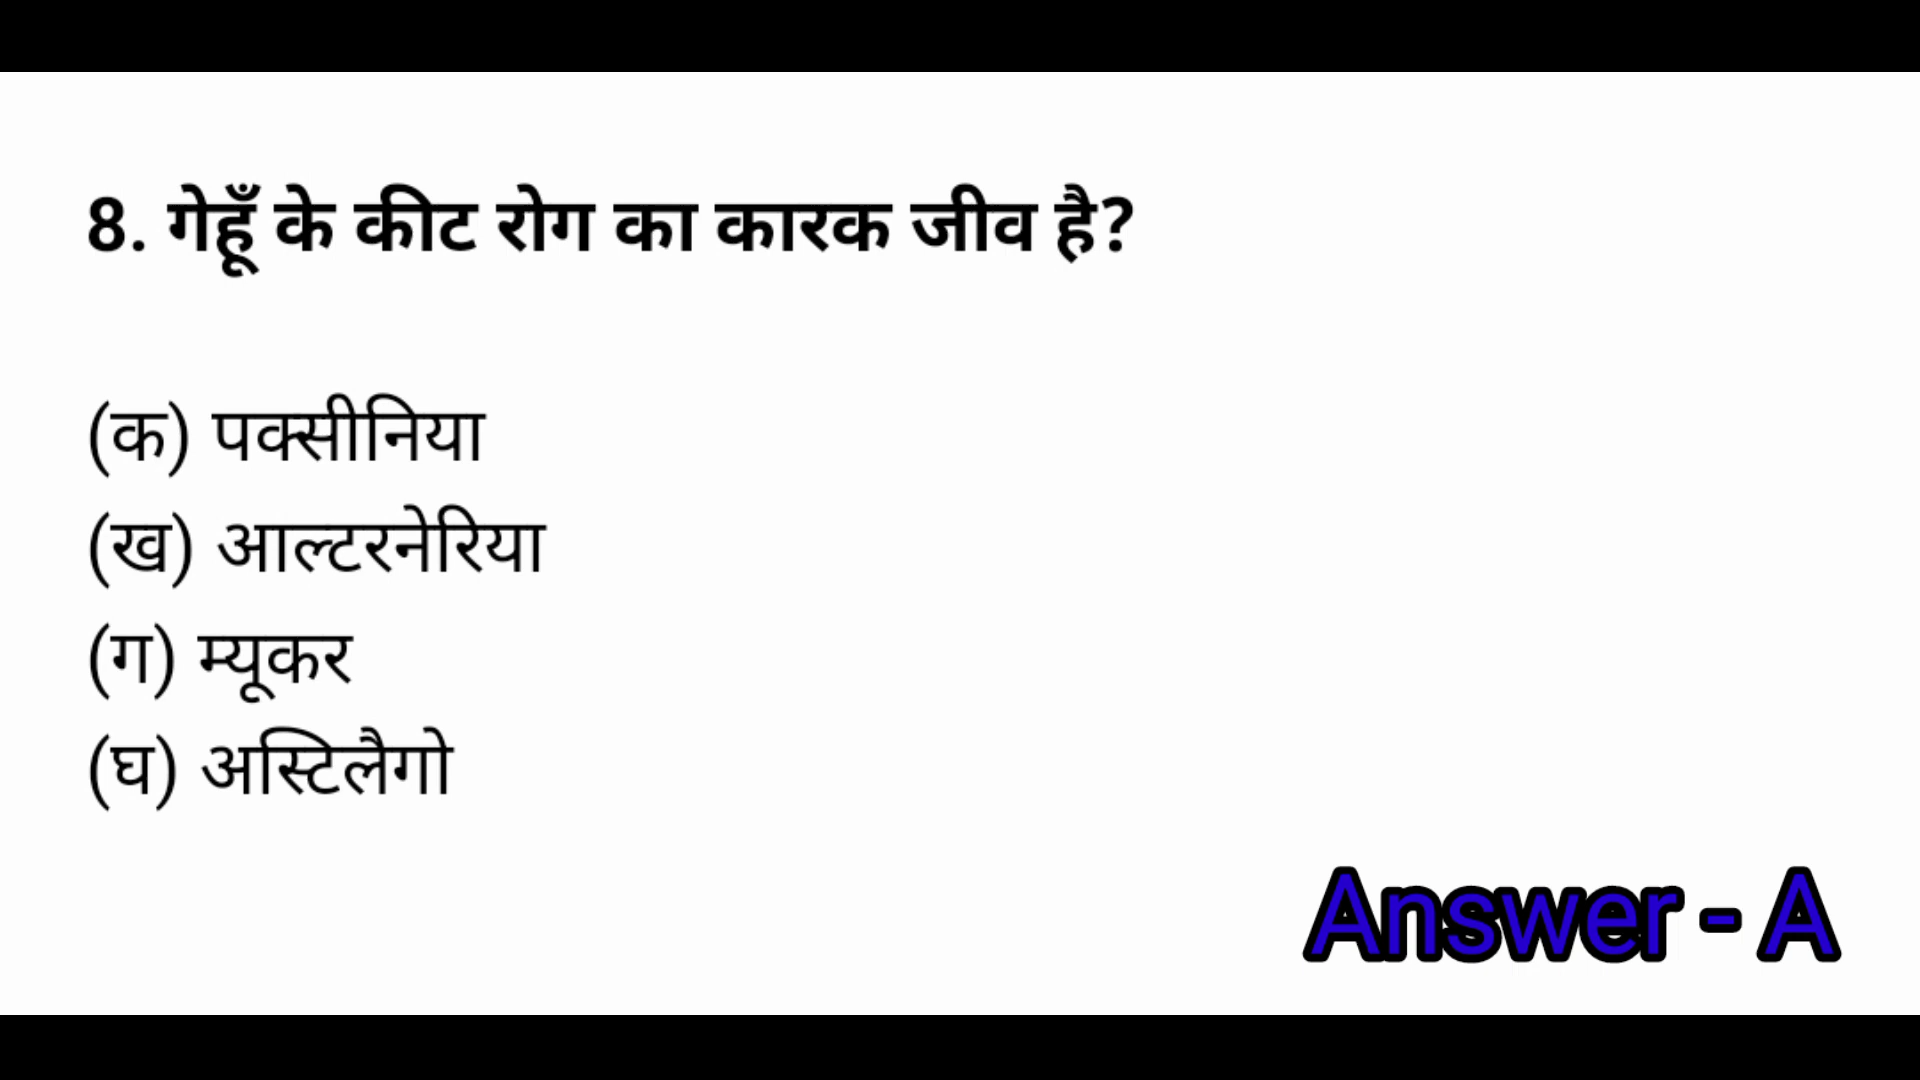 8. गेहूँ के कीट रोग का कारक जीव है?
(क) पक्सीनिया
(ख) आल्टरनेरिया
(ग) म्यूकर
(घ) अस्टिलैगो
Answer - A